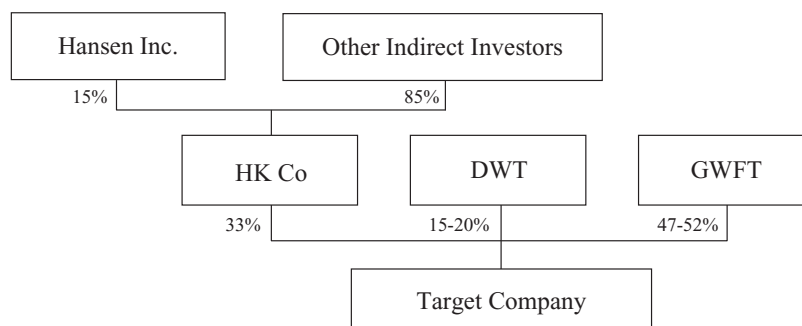 Hansen Inc.
Other Indirect Investors
15%
85%
HK Co
DWT
GWFT
33%
15-20%
47-52%
Target Company